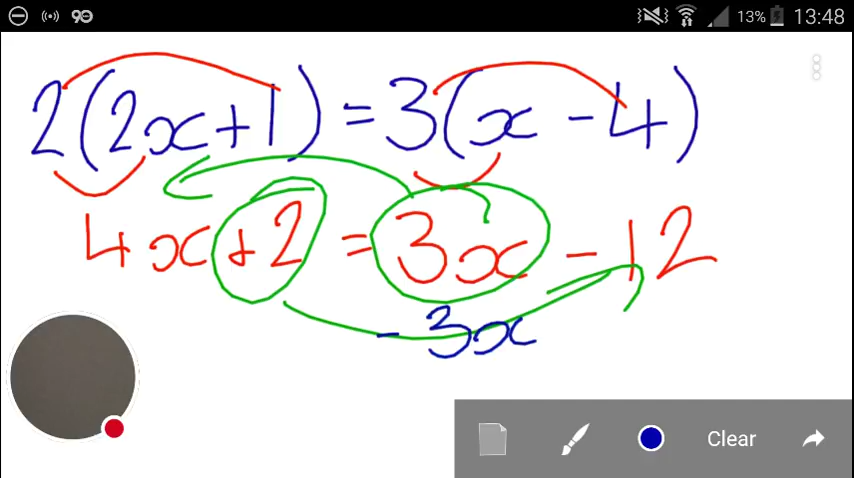 13% 13:48
2(2x+1)=3(x-4)
4x+2=3x-12
-3x
Clear